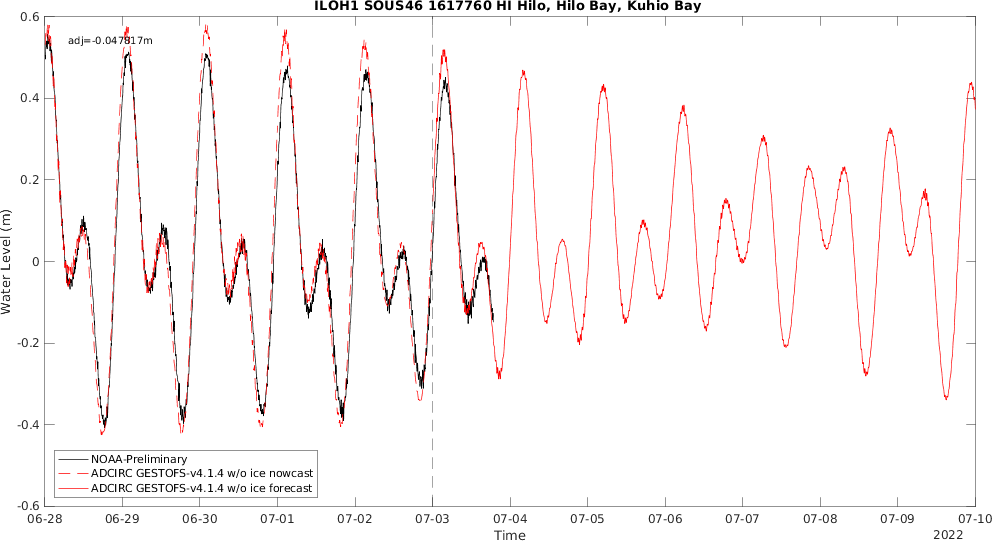 ILOH1 SOUS46 1617760 HI Hilo, Hilo Bay, Kuhio Bay
adj=-0.047817m
0.6
0.4
0.2
0
-0.2
-0.4
-0.6
Water Level (m)
NOAA-Preliminary
ADCIRC GESTOFS-v4.1.4 w/o ice nowcast
ADCIRC GESTOFS-v4.1.4 w/o ice forecast
06-28 06-29 06-30 07-01 07-02 07-03 07-04 07-05 07-06 07-07 07-08 07-09 07-10
Time
2022